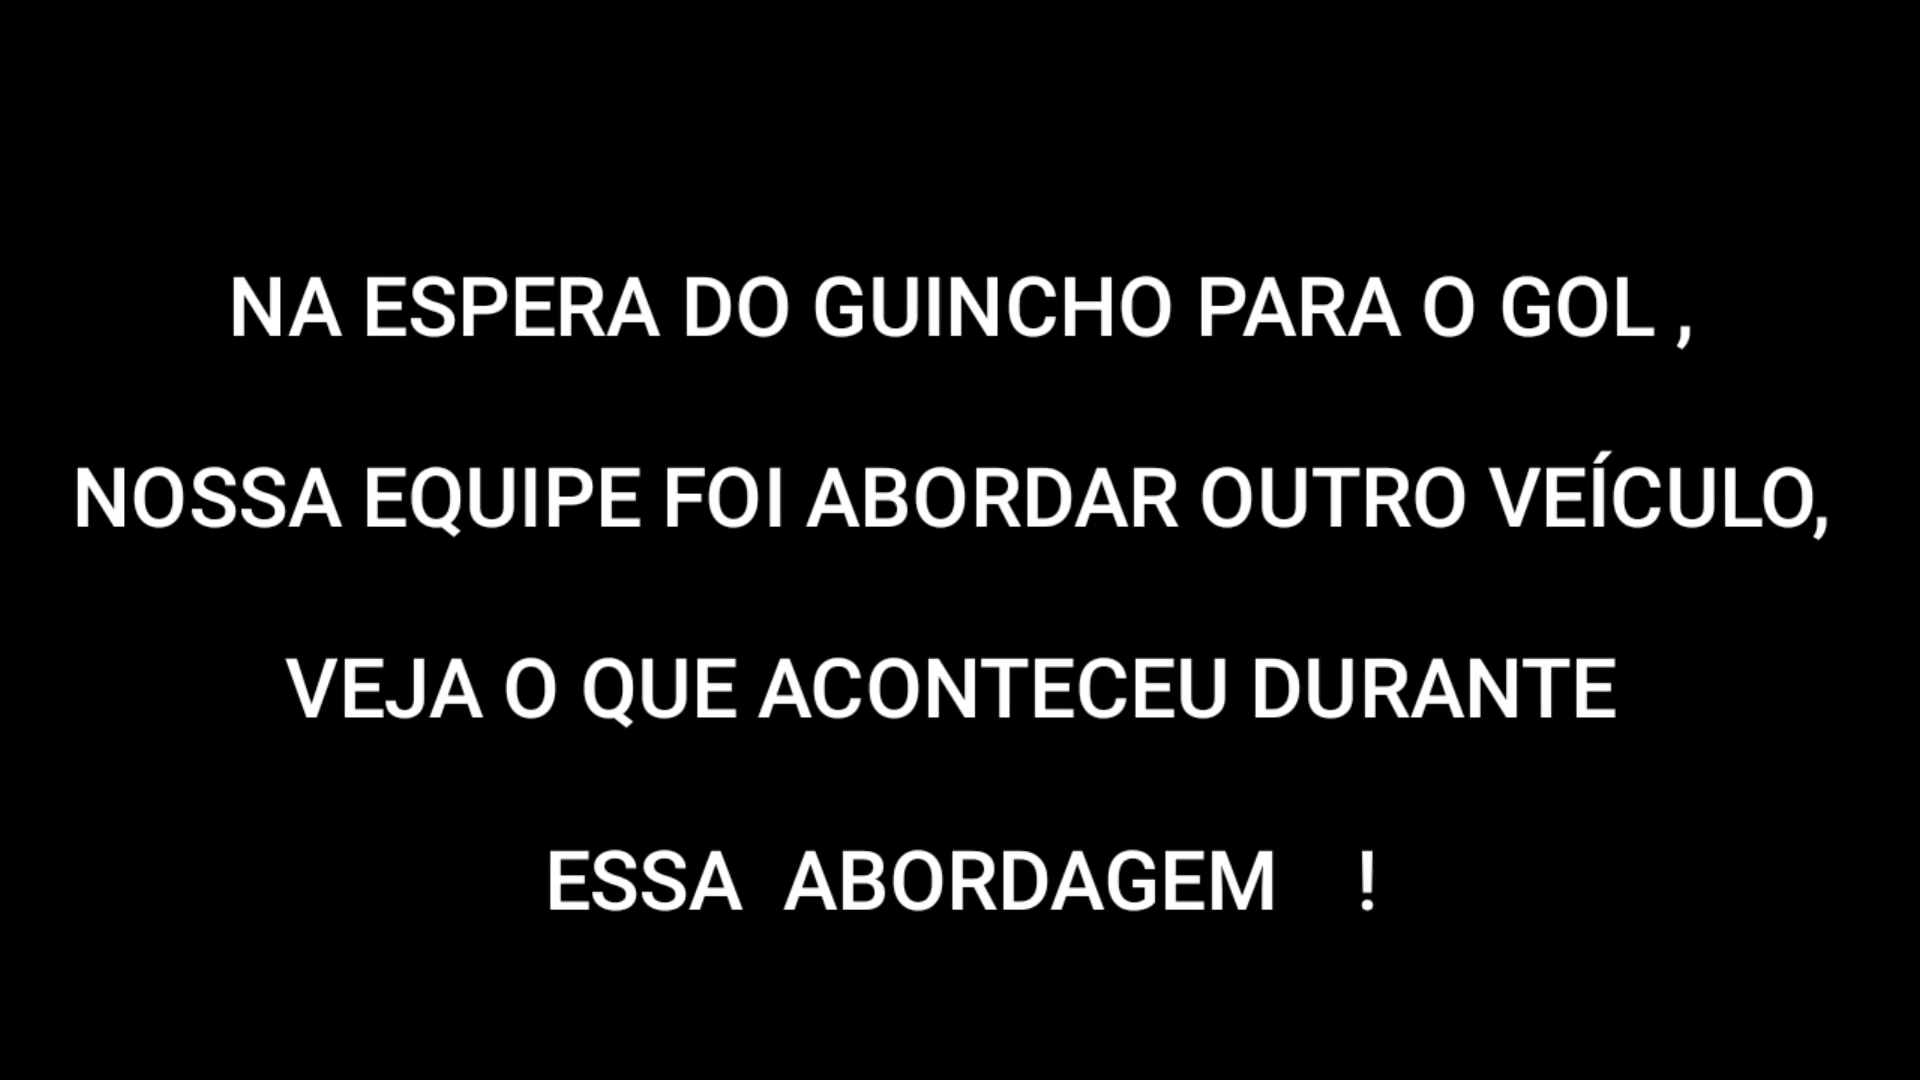 NA ESPERA DO GUINCHO PARA O GOL ,
NOSSA EQUIPE FOI ABORDAR OUTRO VEÍCULO,
VEJA O QUE ACONTECEU DURANTE
ESSA ABORDAGEM !